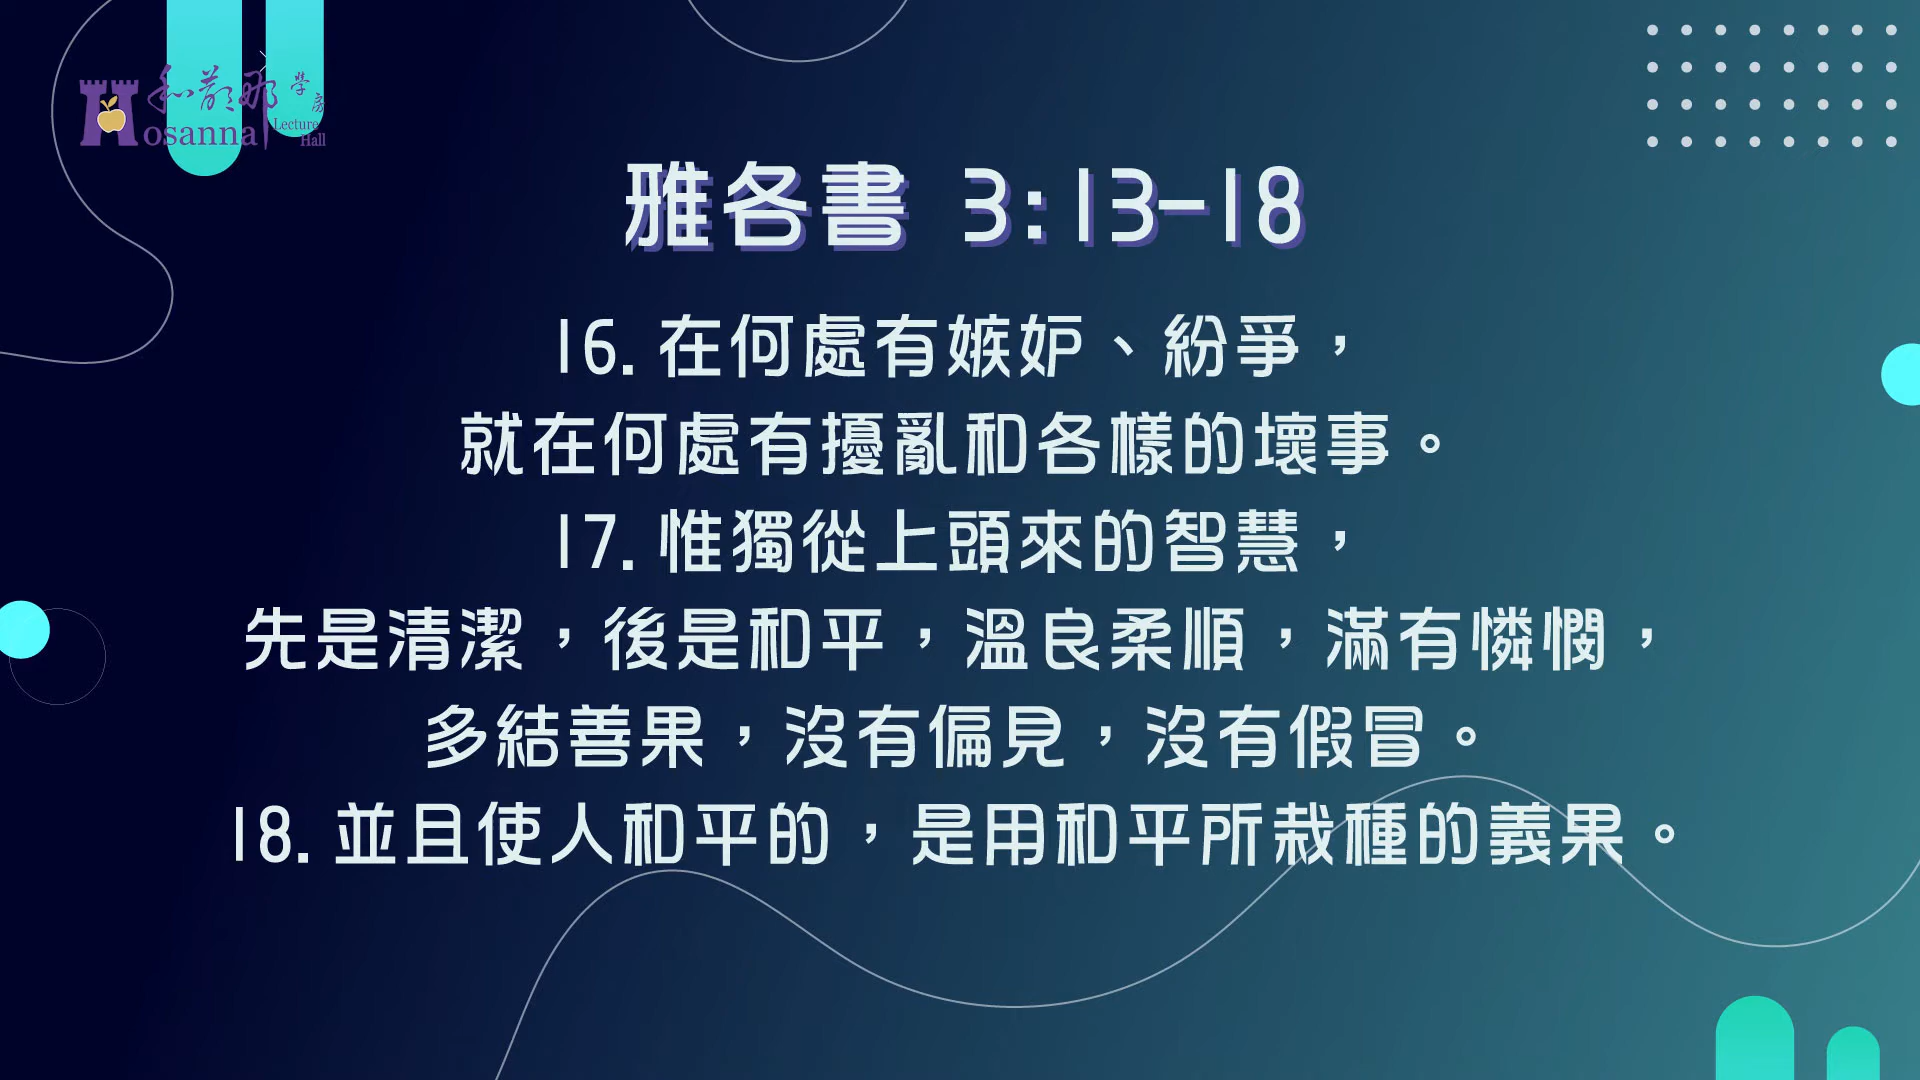 和散那學房
Hosanna Lecture Hall
雅各書 3:13-18
16. 在何處有嫉妒、紛爭，
就在何處有擾亂和各樣的壞事。
17. 惟獨從上頭來的智慧，
先是清潔，後是和平，溫良柔順，滿有憐憫，
多結善果，沒有偏見，沒有假冒。
18. 並且使人和平的，是用和平所栽種的義果。